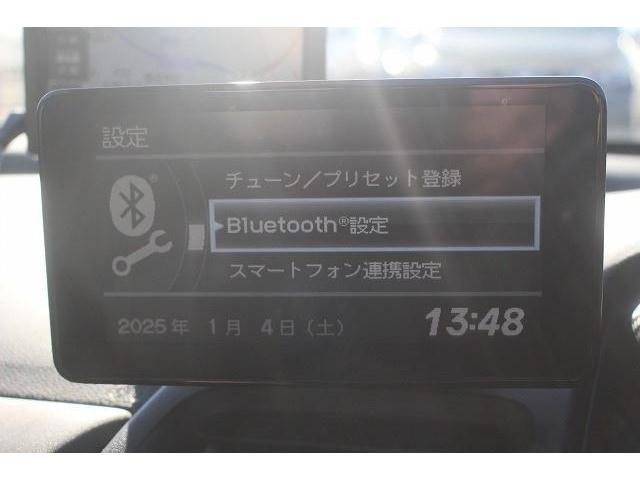 設定
チューン／プリセット登録
Bluetooth®設定
スマートフォン連携設定
2025年 1月 4日（土） 13:48